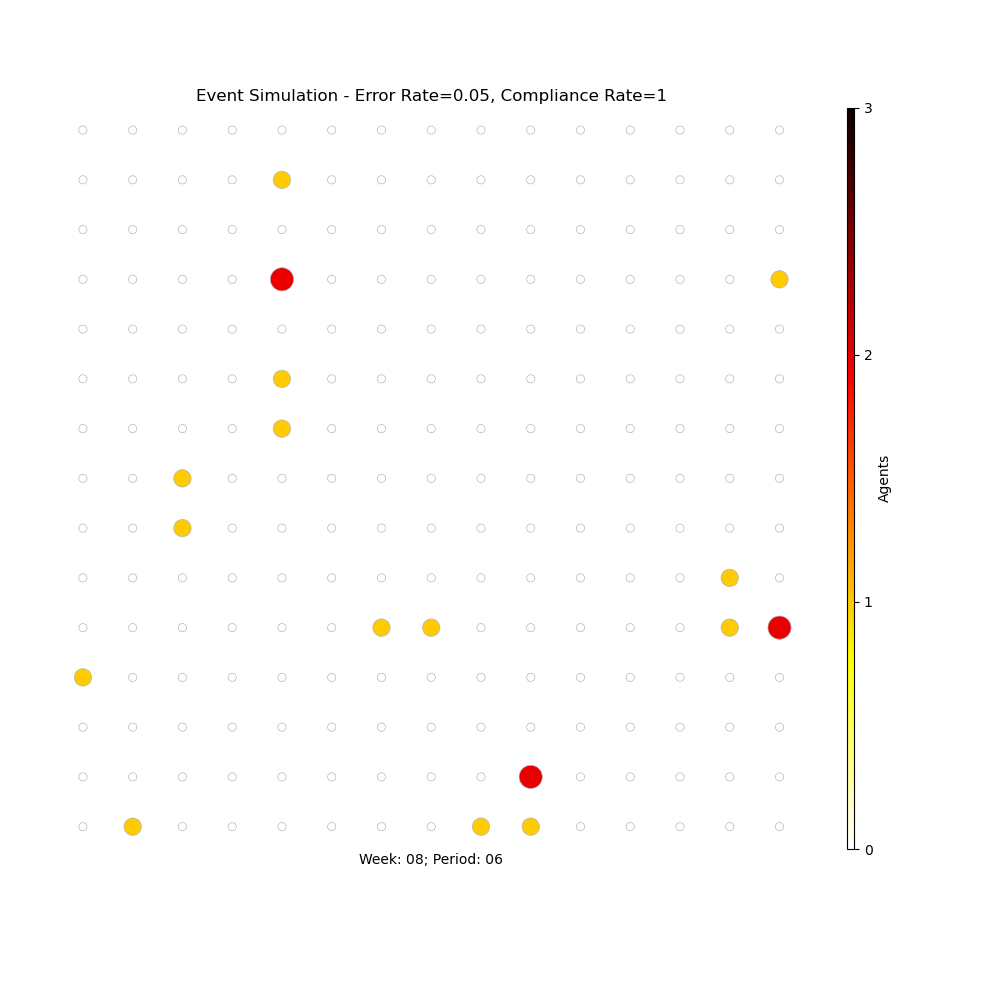 Event Simulation - Error Rate=0.05, Compliance Rate=1
3
2
Agents
1
0
Week: 08; Period: 06